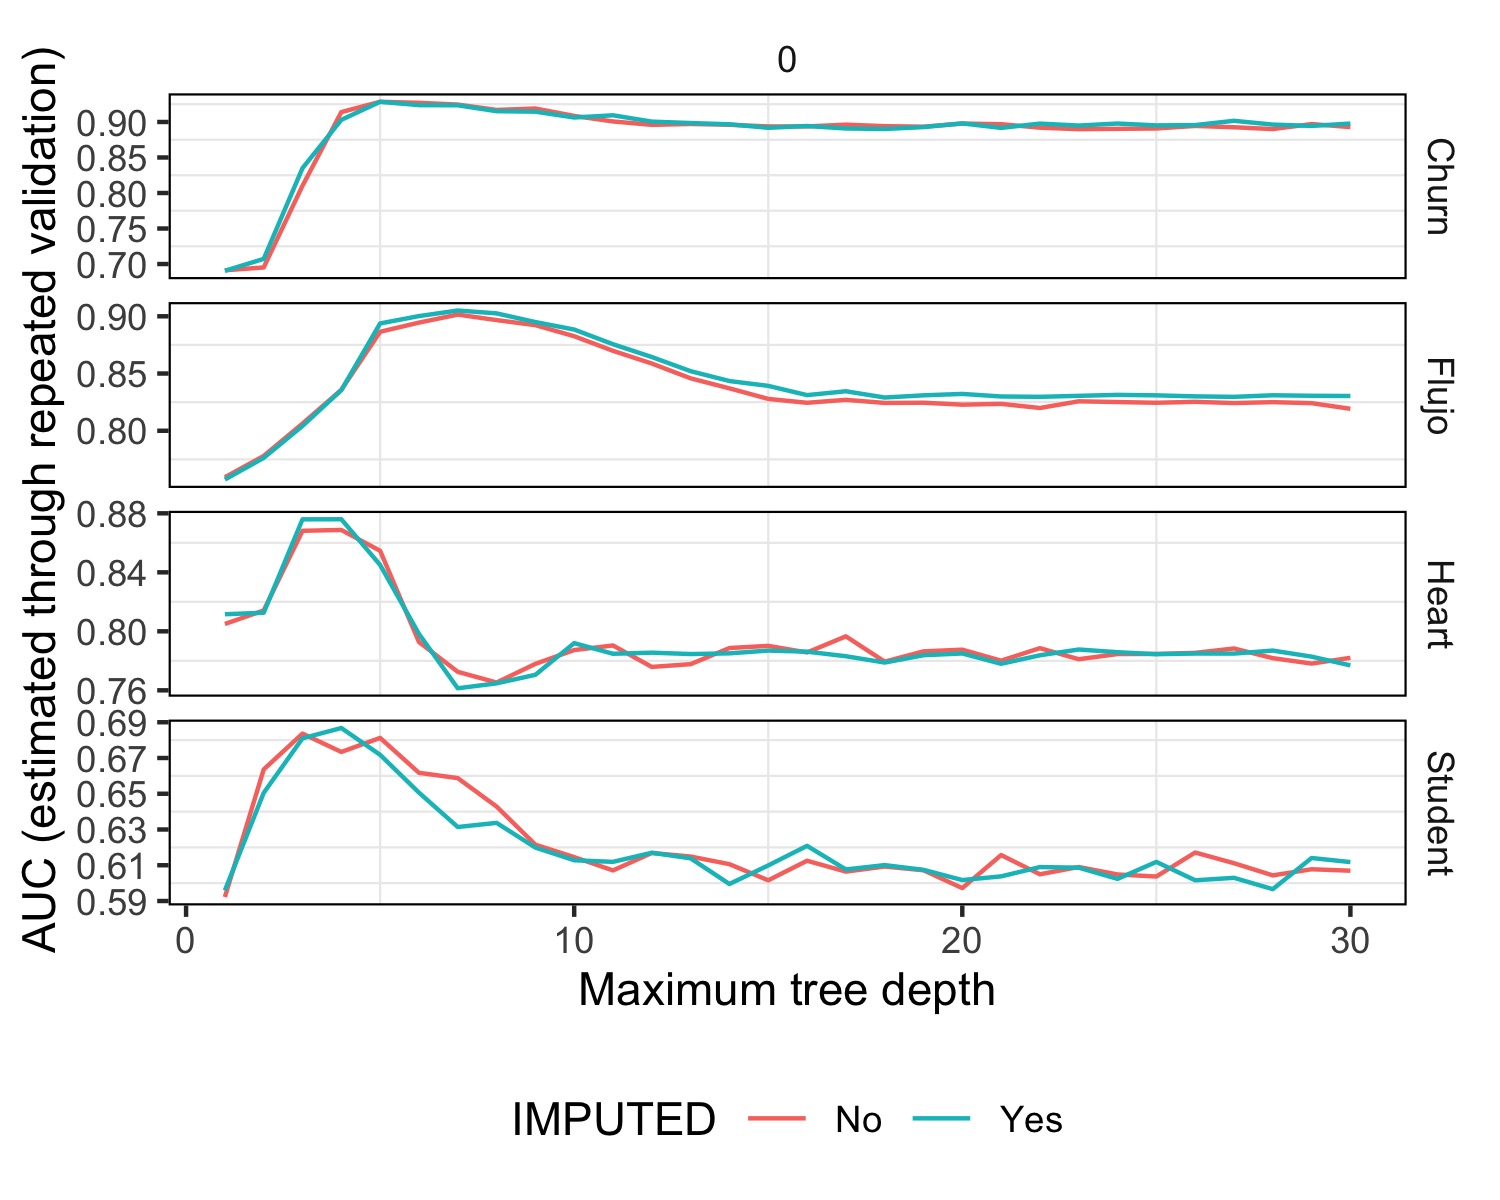 0
AUC (estimated through repeated validation)
0.90
0.85
0.80
0.75
0.70
Churn
0.90
0.85
0.80
Flujo
0.88
0.84
0.80
0.76
Heart
0.69
0.67
0.65
0.63
0.61
0.59
Student
0 10 20 30
Maximum tree depth
IMPUTED No Yes